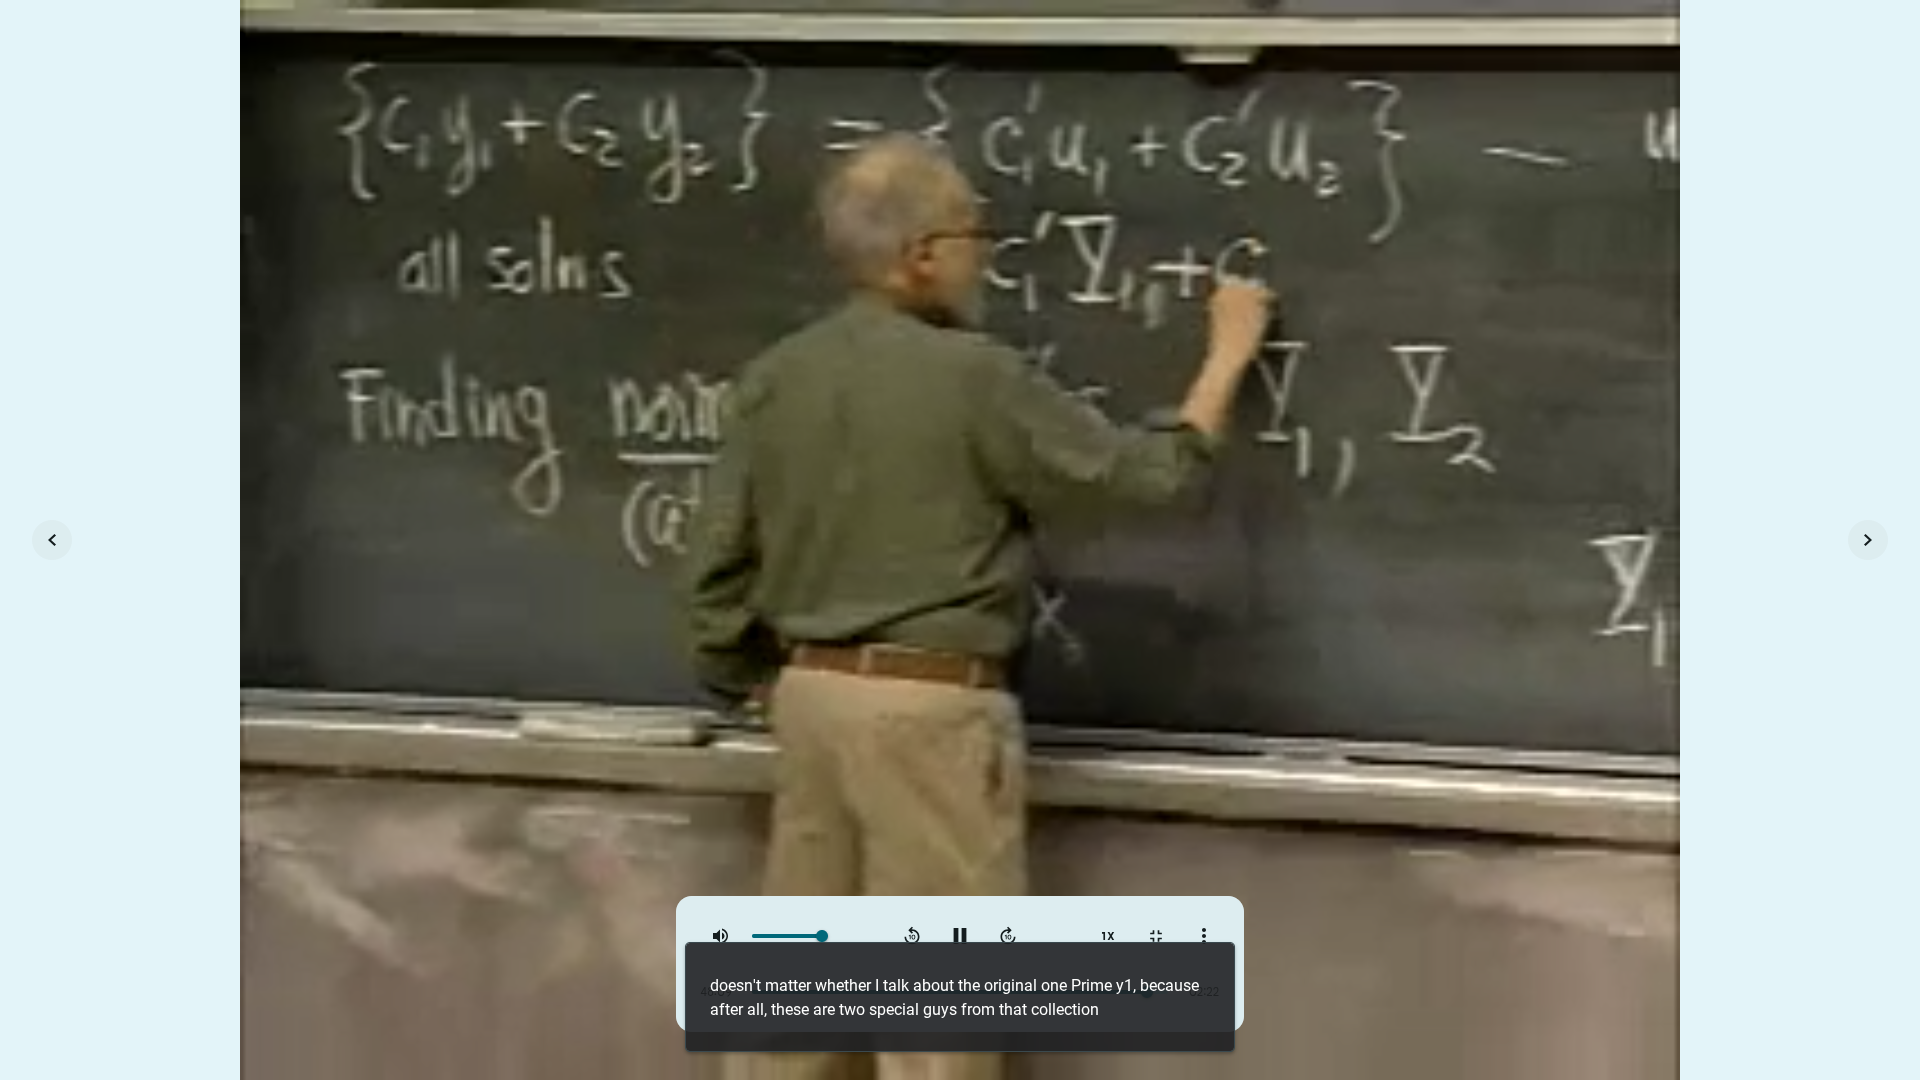 {c₁y₁ + c₂y₂} = {c₁'u₁ + c₂'u₂} — u
all solns
c₁'Y₁ + c
Finding
Y₁, Y₂
Y₁
1X
doesn't matter whether I talk about the original one Prime y1, because
after all, these are two special guys from that collection